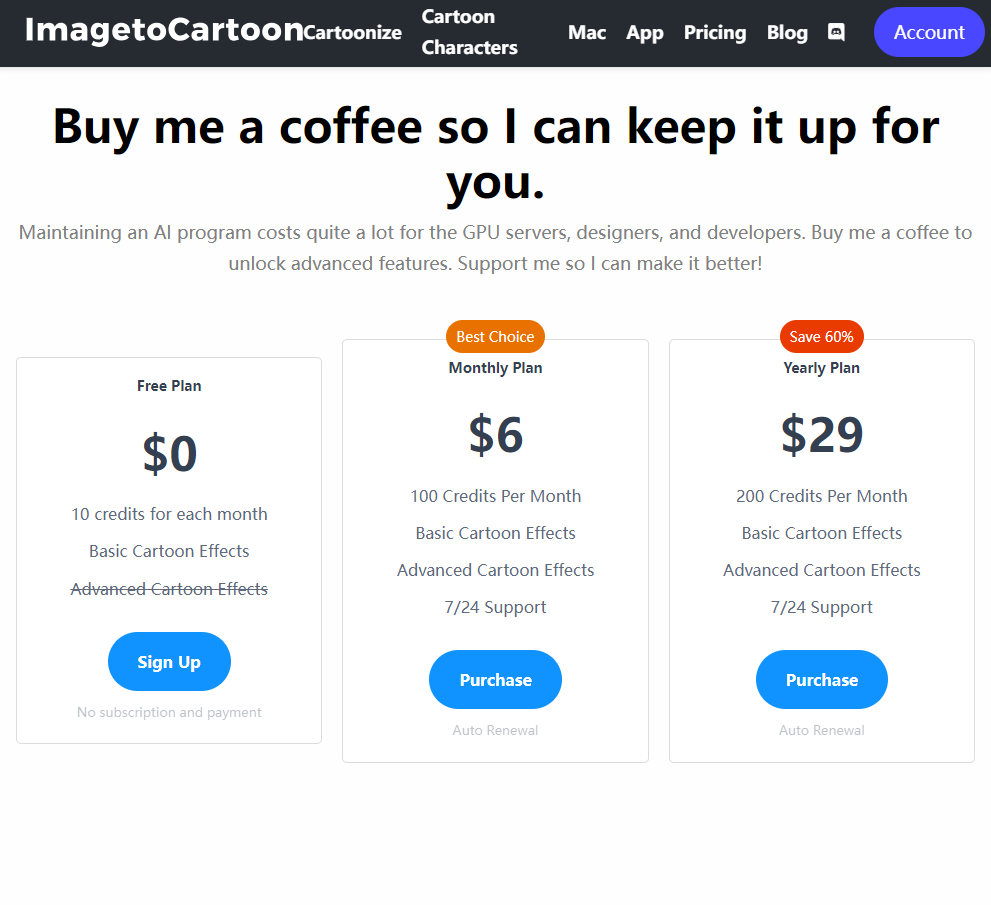 ImagetoCartoon
Cartoonize
Cartoon
Characters
Mac
App
Pricing
Blog
Account
Buy me a coffee so I can keep it up for
you.
Maintaining an AI program costs quite a lot for the GPU servers, designers, and developers. Buy me a coffee to
unlock advanced features. Support me so I can make it better!
Free Plan
$0
10 credits for each month
Basic Cartoon Effects
Advanced Cartoon Effects
Sign Up
No subscription and payment
Best Choice
Monthly Plan
$6
100 Credits Per Month
Basic Cartoon Effects
Advanced Cartoon Effects
7/24 Support
Purchase
Auto Renewal
Save 60%
Yearly Plan
$29
200 Credits Per Month
Basic Cartoon Effects
Advanced Cartoon Effects
7/24 Support
Purchase
Auto Renewal